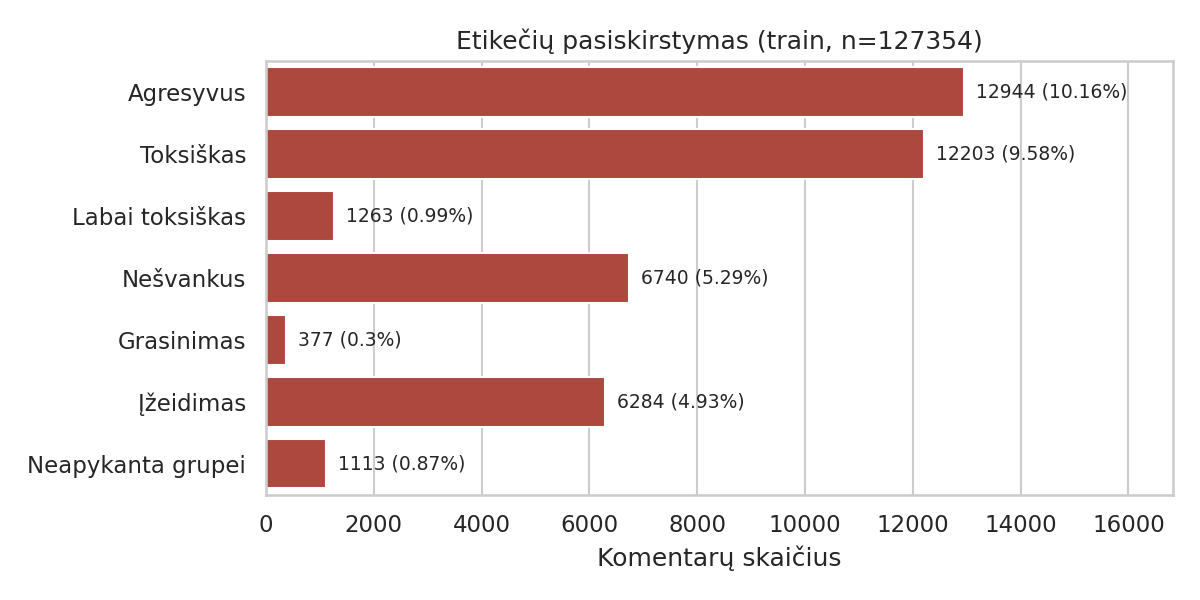 Etikečių pasiskirstymas (train, n=127354)
Agresyvus 12944 (10.16%)
Toksiškas 12203 (9.58%)
Labai toksiškas 1263 (0.99%)
Nešvankus 6740 (5.29%)
Grasinimas 377 (0.3%)
Įžeidimas 6284 (4.93%)
Neapykanta grupei 1113 (0.87%)
0 2000 4000 6000 8000 10000 12000 14000 16000
Komentarų skaičius